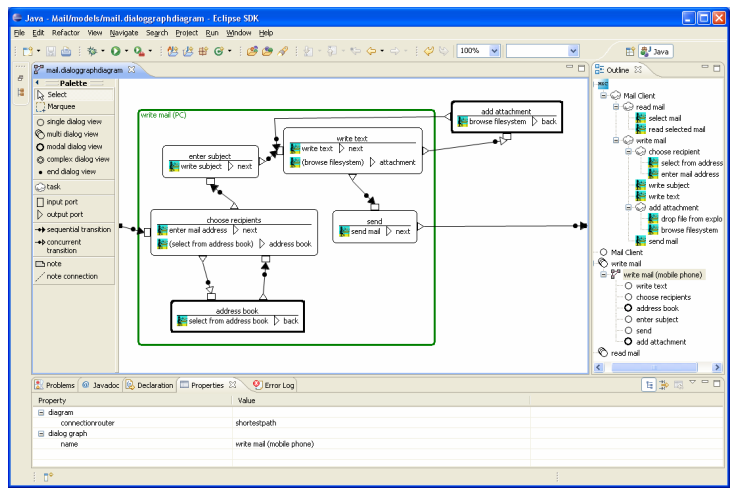 Java - Mail/models/mail.dialoggraphdiagram - Eclipse SDK
File Edit Refactor View Navigate Search Project Run Window Help
100%
Java
mail.dialoggraphdiagram
Palette
Select
Marquee
single dialog view
multi dialog view
modal dialog view
complex dialog view
end dialog view
task
input port
output port
sequential transition
concurrent
transition
note
note connection
write mail (PC)
add attachment
browse filesystem back
write text
write text next
(browse filesystem) attachment
enter subject
write subject next
choose recipients
enter mail address next
(select from address book) address book
send
send mail next
address book
select from address book back
Outline
Mail Client
read mail
select mail
read selected mail
write mail
choose recipient
select from address
enter mail address
write subject
write text
add attachment
drop file from explo
browse filesystem
send mail
Mail Client
write mail
write mail (mobile phone)
write text
choose recipients
address book
enter subject
send
add attachment
read mail
Problems Javadoc Declaration Properties Error Log
Property Value
diagram
connectionrouter shortestpath
dialog graph
name write mail (mobile phone)